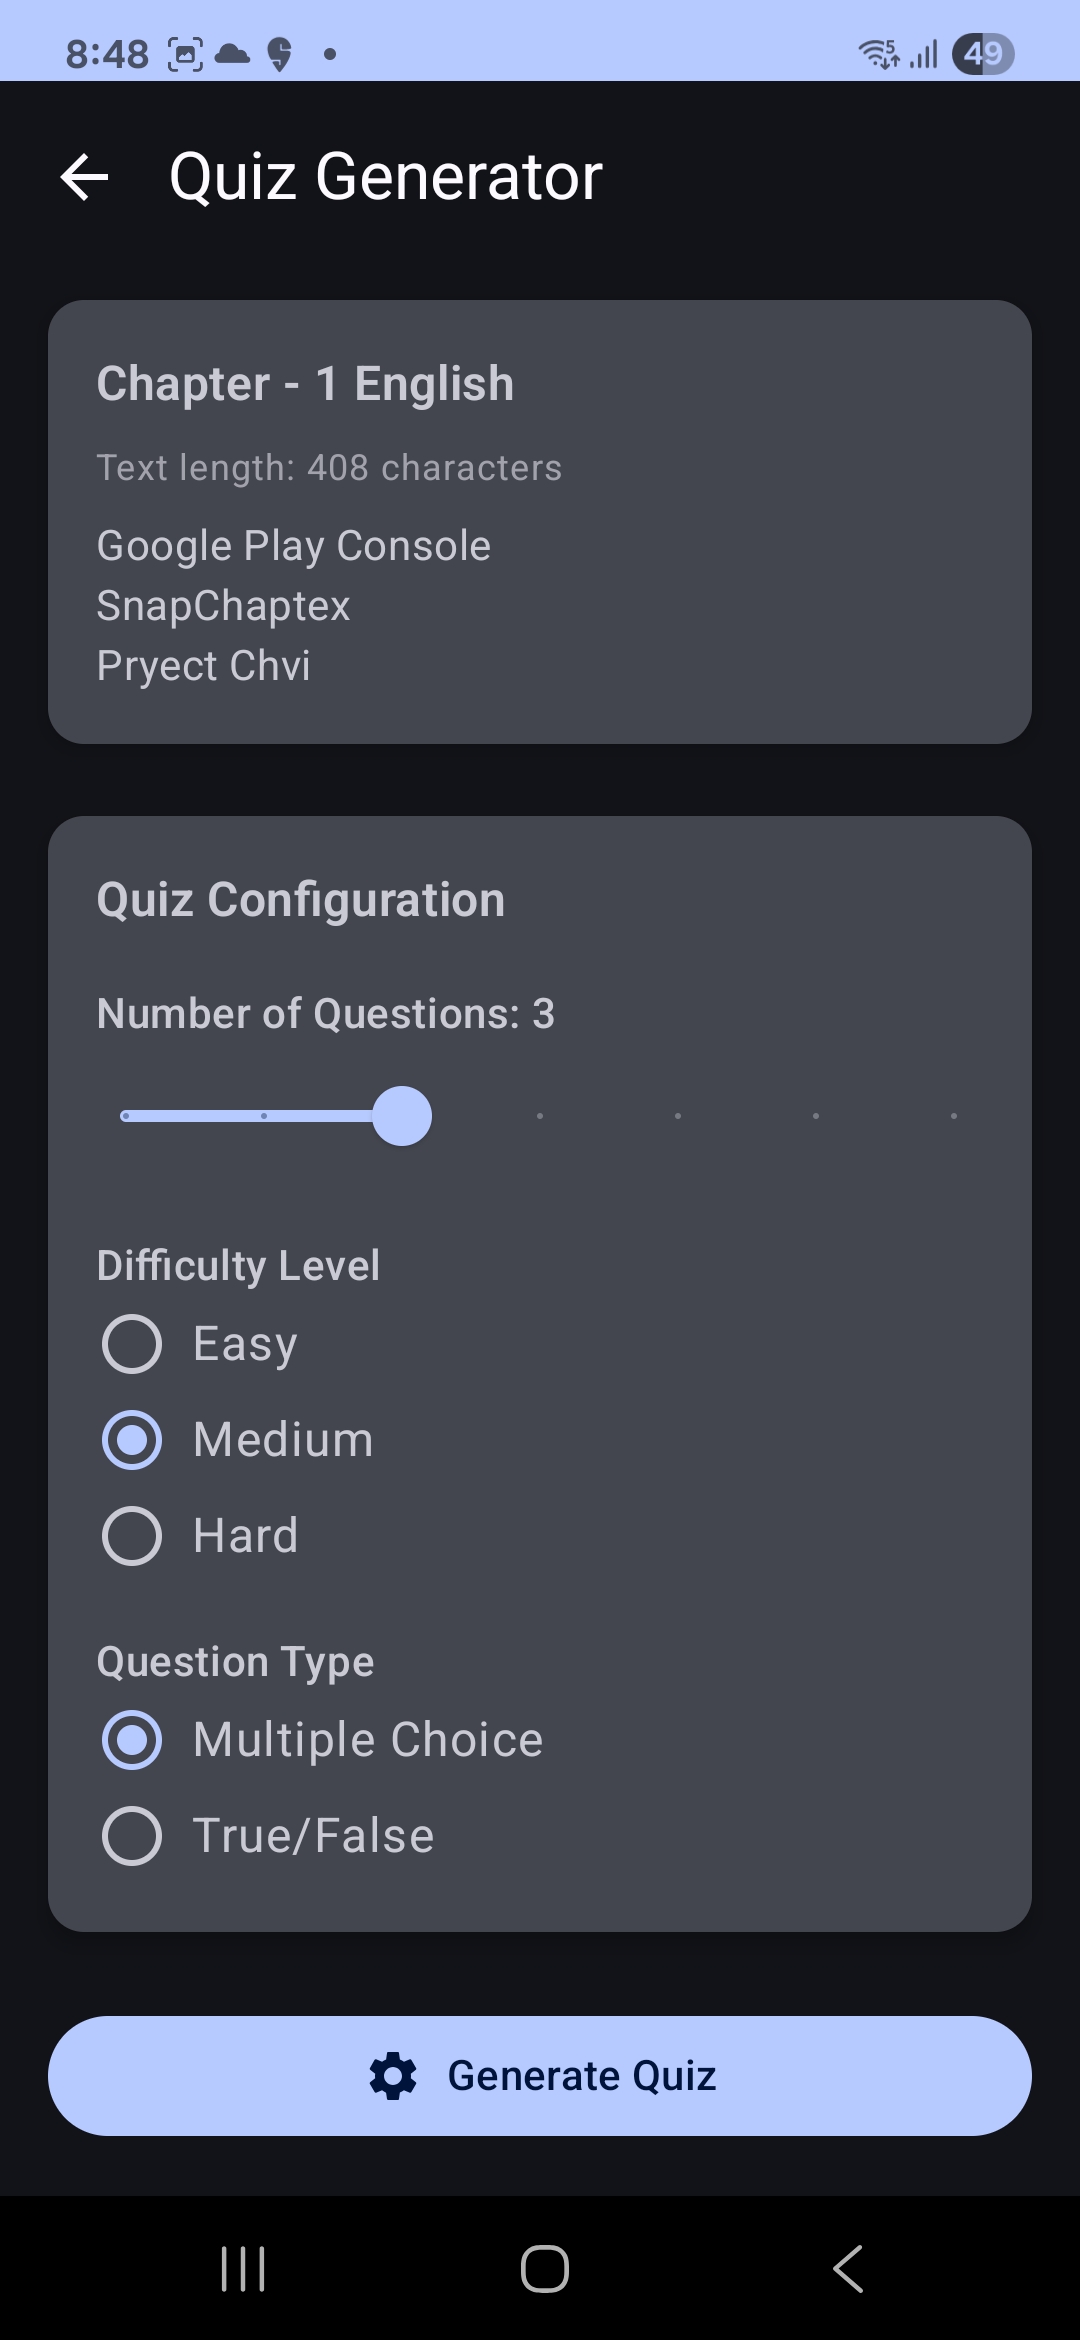 8:48
5
49
Quiz Generator
Chapter - 1 English
Text length: 408 characters
Google Play Console
SnapChaptex
Pryect Chvi
Quiz Configuration
Number of Questions: 3
Difficulty Level
Easy
Medium
Hard
Question Type
Multiple Choice
True/False
Generate Quiz